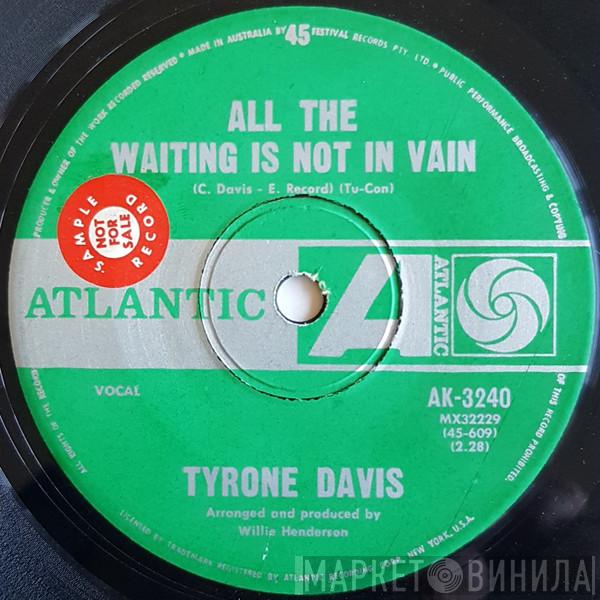 PRODUCER & OWNER OF THE WORK RECORDED RESERVED ● MADE IN AUSTRALIA BY 45 FESTIVAL RECORDS PTY. LTD. ● PUBLIC PERFORMANCE BROADCASTING & COPYING
ALL THE
WAITING IS NOT IN VAIN
(C. Davis - E. Record) (Tu-Con)
SAMPLE
NOT
FOR
SALE
RECORD
ATLANTIC
A
ATLANTIC
VOCAL
AK-3240
MX32229
(45-609)
(2.28)
TYRONE DAVIS
Arranged and produced by
Willie Henderson
ALL RIGHTS OF THE RECORD
OF THIS RECORD PROHIBITED.
LICENSED BY TRADEMARK REGISTERED BY ATLANTIC RECORDING CORP. NEW YORK, U.S.A.
МАРКЕТ ВИНИЛА